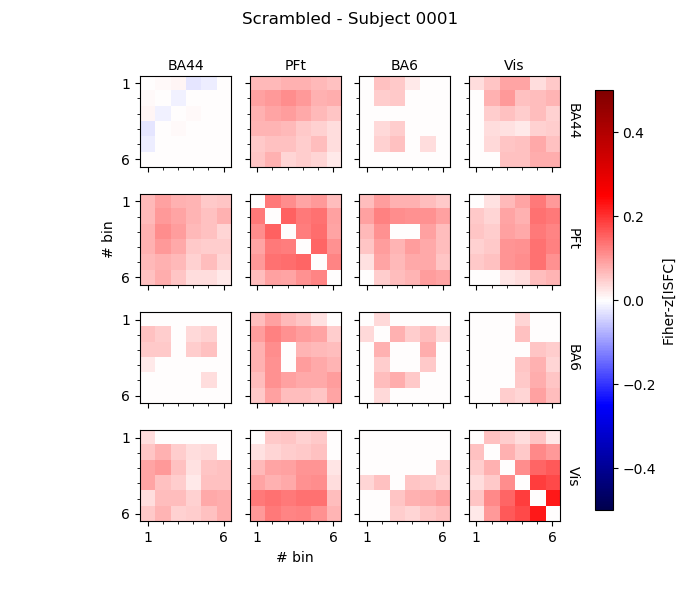 Scrambled - Subject 0001
BA44 PFt BA6 Vis
1
6
BA44
1
6
PFt
1
6
BA6
1
6
Vis
# bin
1 6 1 6 1 6 1 6
# bin
0.4
0.2
0.0
−0.2
−0.4
Fiher-z[ISFC]